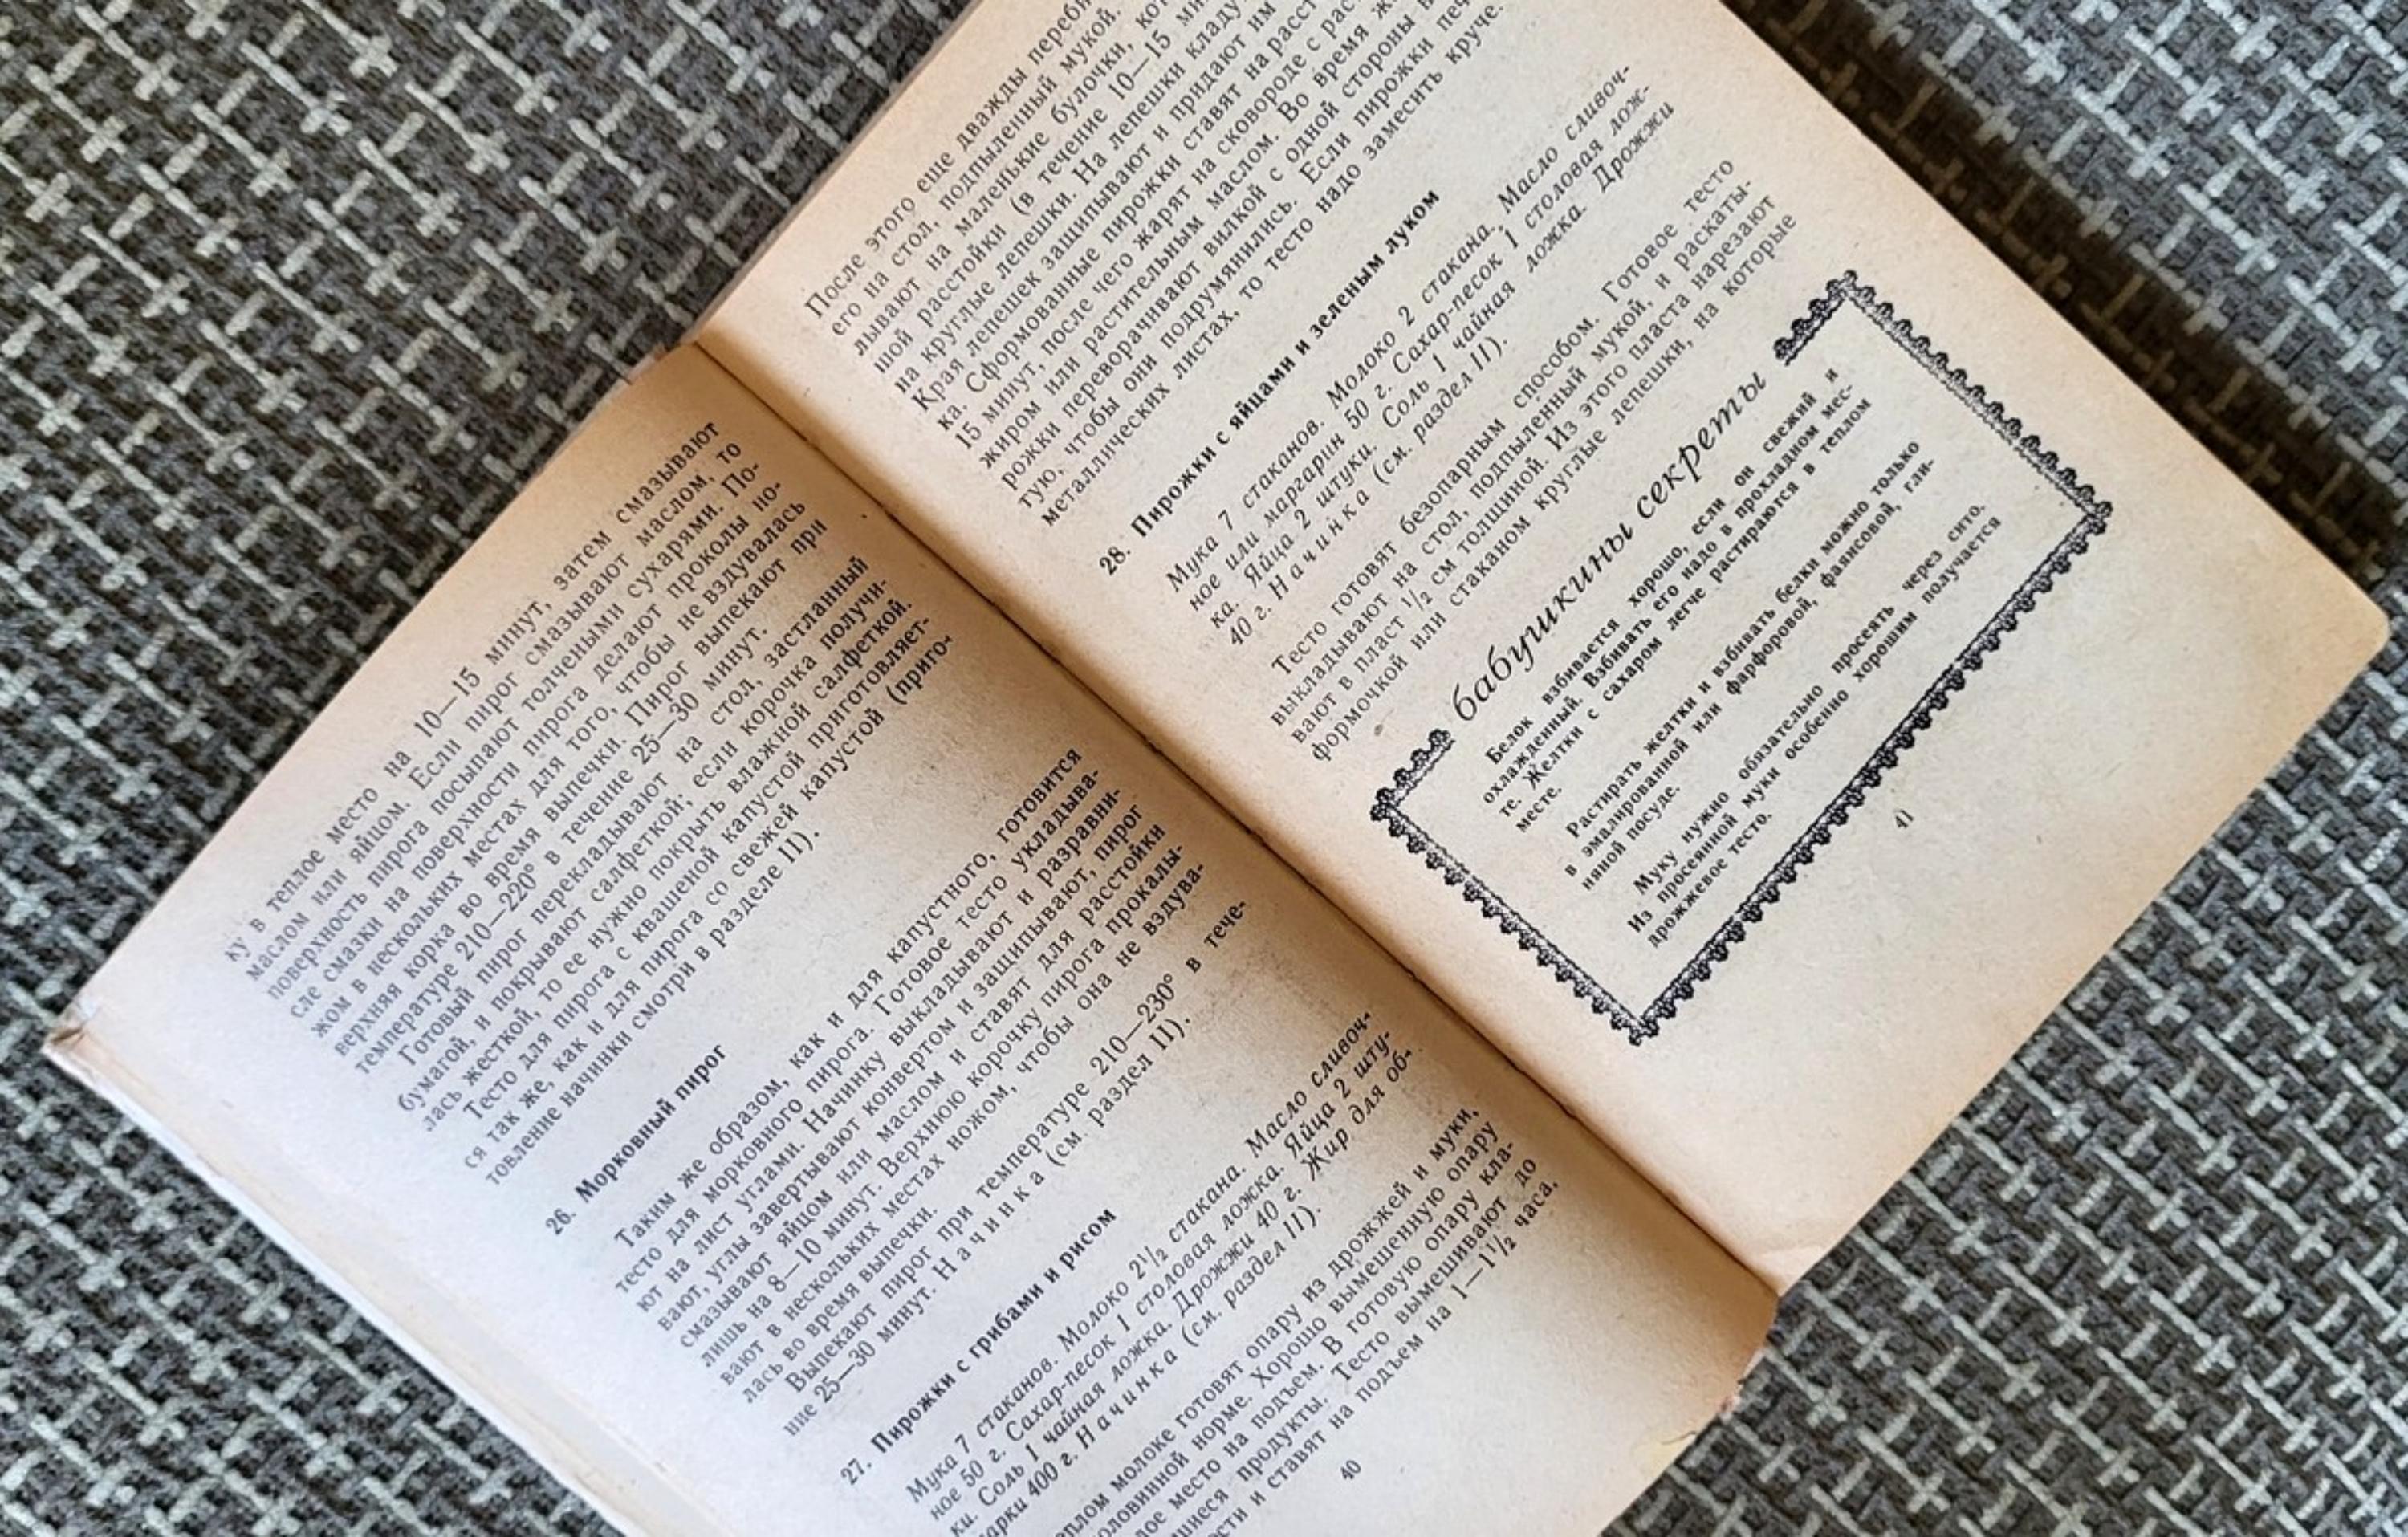 ку в теплое место на 10—15 минут, затем смазывают
маслом или яйцом. Если пирог смазывают маслом, то
поверхность пирога посыпают толчеными сухарями. По-
сле смазки на поверхности пирога делают проколы но-
жом в нескольких местах для того, чтобы не вздувалась
верхняя корка во время выпечки. Пирог выпекают при
температуре 210—220° в течение 25—30 минут.
Готовый пирог перекладывают на стол, застланный
бумагой, и покрывают салфеткой; если корочка получи-
лась жесткой, то ее нужно покрыть влажной салфеткой.
Тесто для пирога с квашеной капустой приготовляет-
ся так же, как и для пирога со свежей капустой (приго-
товление начинки смотри в разделе II).
26. Морковный пирог
Таким же образом, как и для капустного, готовится
тесто для морковного пирога. Готовое тесто укладыва-
ют на лист углами. Начинку выкладывают и разравни-
вают, углы завертывают конвертом и защипывают, пирог
смазывают яйцом или маслом и ставят для расстойки
лишь на 8—10 минут. Верхнюю корочку пирога прокалы-
вают в нескольких местах ножом, чтобы она не вздува-
лась во время выпечки.
Выпекают пирог при температуре 210—230° в тече-
ние 25—30 минут. Начинка (см. раздел II).
27. Пирожки с грибами и рисом
Мука 7 стаканов. Молоко 2½ стакана. Масло сливоч-
ное 50 г. Сахар-песок 1 столовая ложка. Яйца 2 шту-
ки. Соль 1 чайная ложка. Дрожжи 40 г. Жир для об-
жарки 400 г. Начинка (см. раздел II).
молоке готовят опару из дрожжей и муки,
норме. Хорошо вымешенную опару
место на подъем. В готовую опару кла-
продукты. Тесто вымешивают до
и ставят на подъем на 1—1½ часа,
40
После этого еще дважды
его на стол, подпыленный мукой.
лывают на маленькие булочки,
шой расстойки (в течение 10—15
на круглые лепешки. На лепешки кладут
Края лепешек защипывают и придают им
ка. Сформованные пирожки ставят на
15 минут, после чего жарят на сковороде с
жиром или растительным маслом. Во время
рожки переворачивают вилкой с одной стороны
тую, чтобы они подрумянились. Если пирожки
металлических листах, то тесто надо замесить круче.
28. Пирожки с яйцами и зеленым луком
Мука 7 стаканов. Молоко 2 стакана. Масло сливоч-
ное или маргарин 50 г. Сахар-песок 1 столовая лож-
ка. Яйца 2 штуки. Соль 1 чайная ложка. Дрожжи
40 г. Начинка (см. раздел II).
Тесто готовят безопарным способом. Готовое тесто
выкладывают на стол, подпыленный мукой, и раскаты-
вают в пласт ½ см толщиной. Из этого пласта нарезают
формочкой или стаканом круглые лепешки, на которые
бабушкины секреты
Белок взбивается хорошо, если он свежий и
охлажденный. Взбивать его надо в прохладном мес-
те. Желтки с сахаром легче растираются в теплом
месте.
Растирать желтки и взбивать белки можно только
в эмалированной или фарфоровой, фаянсовой, гли-
няной посуде.
Муку нужно обязательно просеять через сито.
Из просеянной муки особенно хорошим получается
дрожжевое тесто.
41